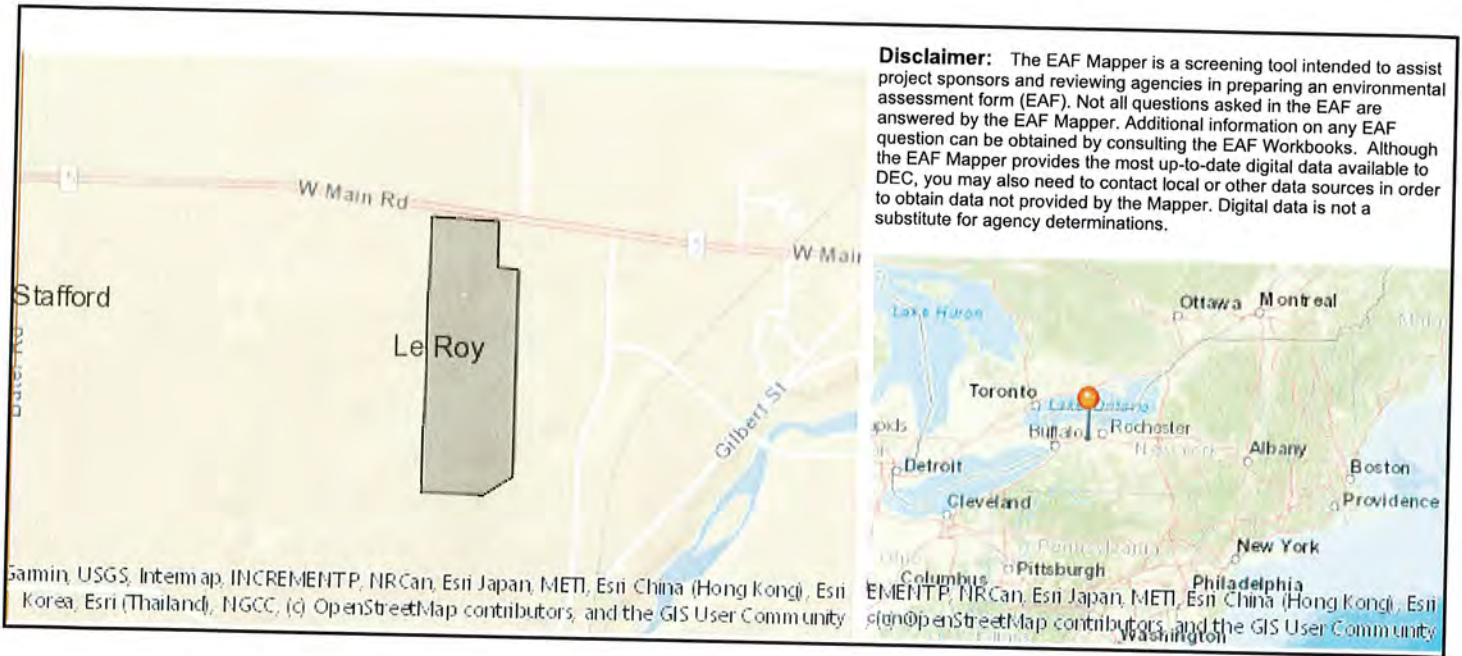 Disclaimer: The EAF Mapper is a screening tool intended to assist
project sponsors and reviewing agencies in preparing an environmental
assessment form (EAF). Not all questions asked in the EAF are
answered by the EAF Mapper. Additional information on any EAF
question can be obtained by consulting the EAF Workbooks. Although
the EAF Mapper provides the most up-to-date digital data available to
DEC, you may also need to contact local or other data sources in order
to obtain data not provided by the Mapper. Digital data is not a
substitute for agency determinations.
W Main Rd
W Main
Stafford
Le Roy
Gilbert St
Garmin, USGS, Intermap, INCREMENT P, NRCan, Esri Japan, METI, Esri China (Hong Kong), Esri
Korea, Esri (Thailand), NGCC, (c) OpenStreetMap contributors, and the GIS User Community
Lake Huron
Ottawa
Montreal
Toronto
Lake Ontario
Buffalo
Rochester
New York
Albany
Detroit
Boston
Cleveland
Providence
Pennsylvania
New York
Pittsburgh
Columbus
Philadelphia
EMENT P, NRCan, Esri Japan, METI, Esri China (Hong Kong), Esri
OpenStreetMap contributors, and the GIS User Community
Washington